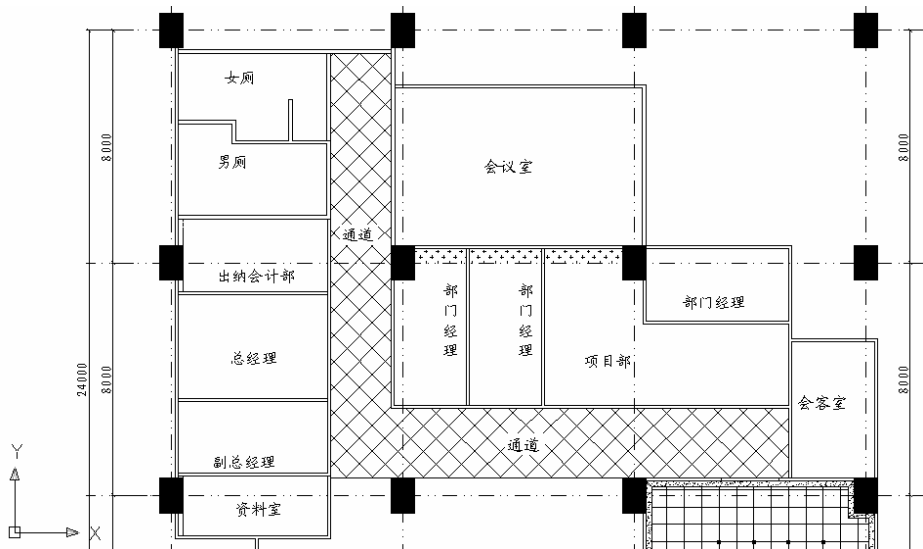 女厕
8000
8000
男厕
会议室
通道
出纳会计部
部门经理
部门经理
部门经理
总经理
项目部
24000
8000
8000
会客室
通道
副总经理
资料室
Y
X